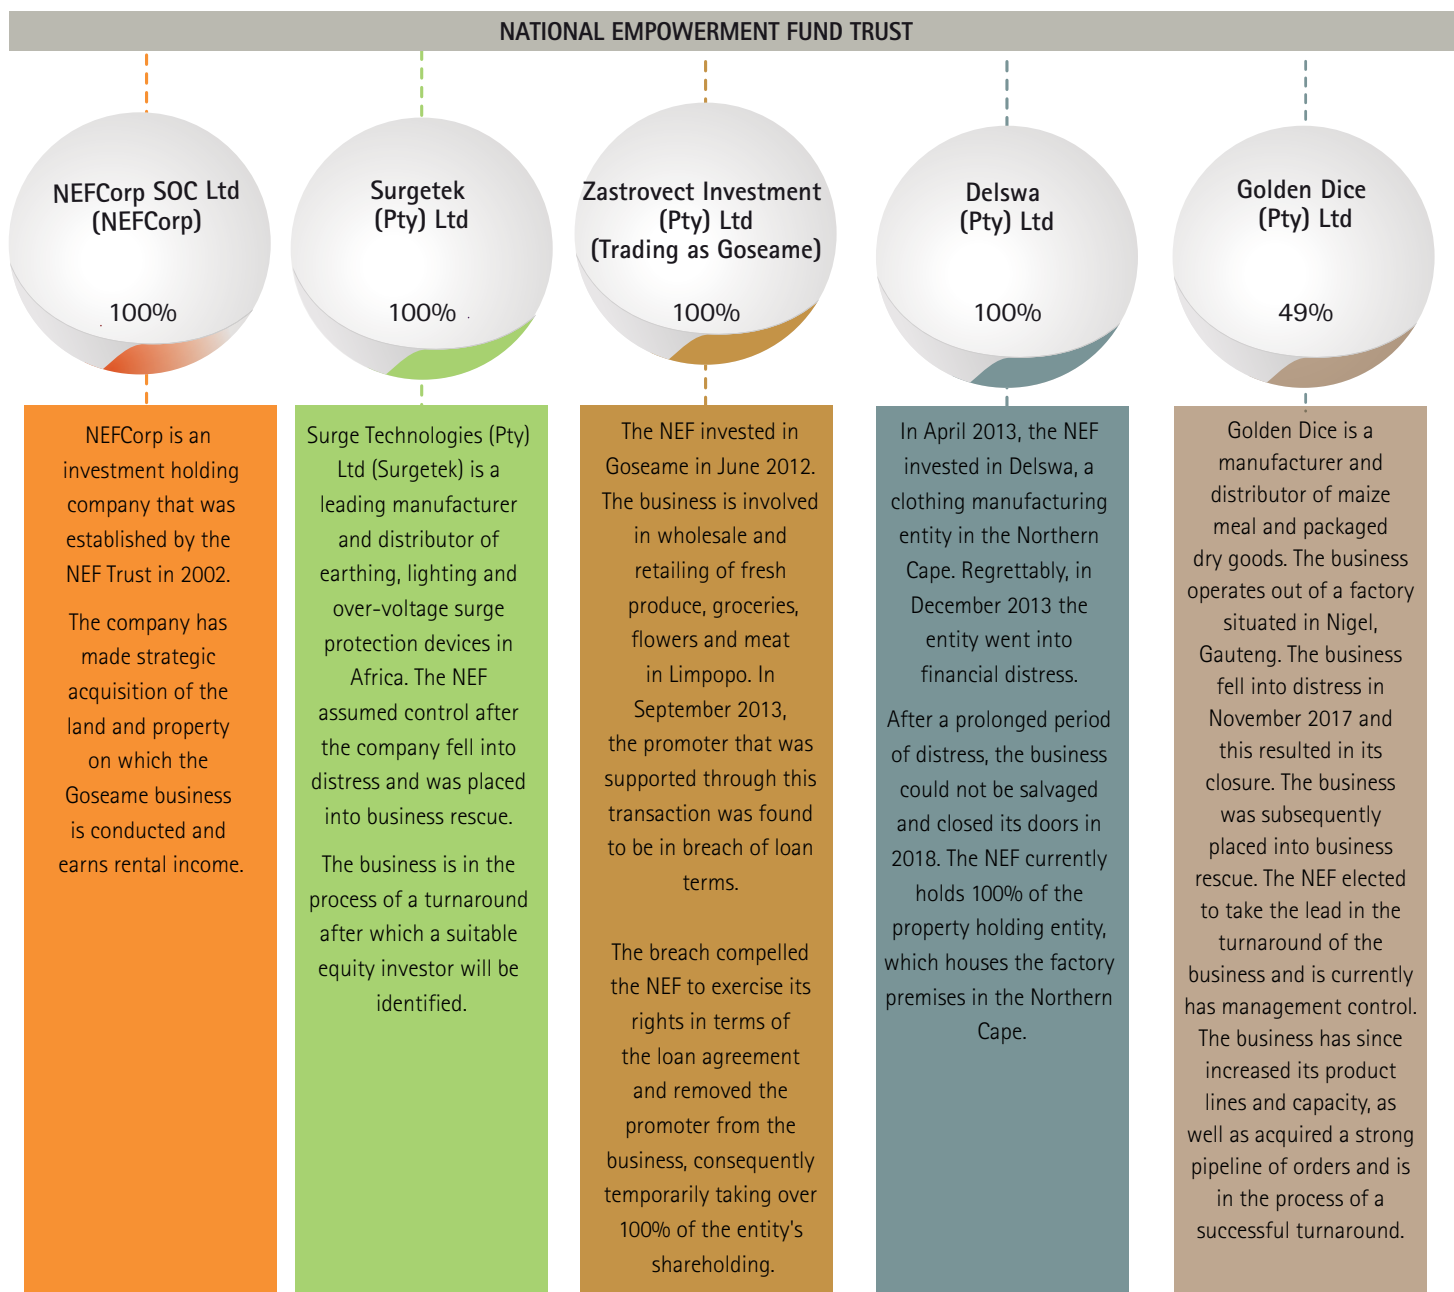 NATIONAL EMPOWERMENT FUND TRUST
NEFCorp SOC Ltd
(NEFCorp)
100%
NEFCorp is an
investment holding
company that was
established by the
NEF Trust in 2002.
The company has
made strategic
acquisition of the
land and property
on which the
Goseame business
is conducted and
earns rental income.
Surgetek
(Pty) Ltd
100%
Surge Technologies (Pty)
Ltd (Surgetek) is a
leading manufacturer
and distributor of
earthing, lighting and
over-voltage surge
protection devices in
Africa. The NEF
assumed control after
the company fell into
distress and was placed
into business rescue.
The business is in the
process of a turnaround
after which a suitable
equity investor will be
identified.
Zastrovect Investment
(Pty) Ltd
(Trading as Goseame)
100%
The NEF invested in
Goseame in June 2012.
The business is involved
in wholesale and
retailing of fresh
produce, groceries,
flowers and meat
in Limpopo. In
September 2013,
the promoter that was
supported through this
transaction was found
to be in breach of loan
terms.
The breach compelled
the NEF to exercise its
rights in terms of
the loan agreement
and removed the
promoter from the
business, consequently
temporarily taking over
100% of the entity's
shareholding.
Delswa
(Pty) Ltd
100%
In April 2013, the NEF
invested in Delswa, a
clothing manufacturing
entity in the Northern
Cape. Regrettably, in
December 2013 the
entity went into
financial distress.
After a prolonged period
of distress, the business
could not be salvaged
and closed its doors in
2018. The NEF currently
holds 100% of the
property holding entity,
which houses the factory
premises in the Northern
Cape.
Golden Dice
(Pty) Ltd
49%
Golden Dice is a
manufacturer and
distributor of maize
meal and packaged
dry goods. The business
operates out of a factory
situated in Nigel,
Gauteng. The business
fell into distress in
November 2017 and
this resulted in its
closure. The business
was subsequently
placed into business
rescue. The NEF elected
to take the lead in the
turnaround of the
business and is currently
has management control.
The business has since
increased its product
lines and capacity, as
well as acquired a strong
pipeline of orders and is
in the process of a
successful turnaround.